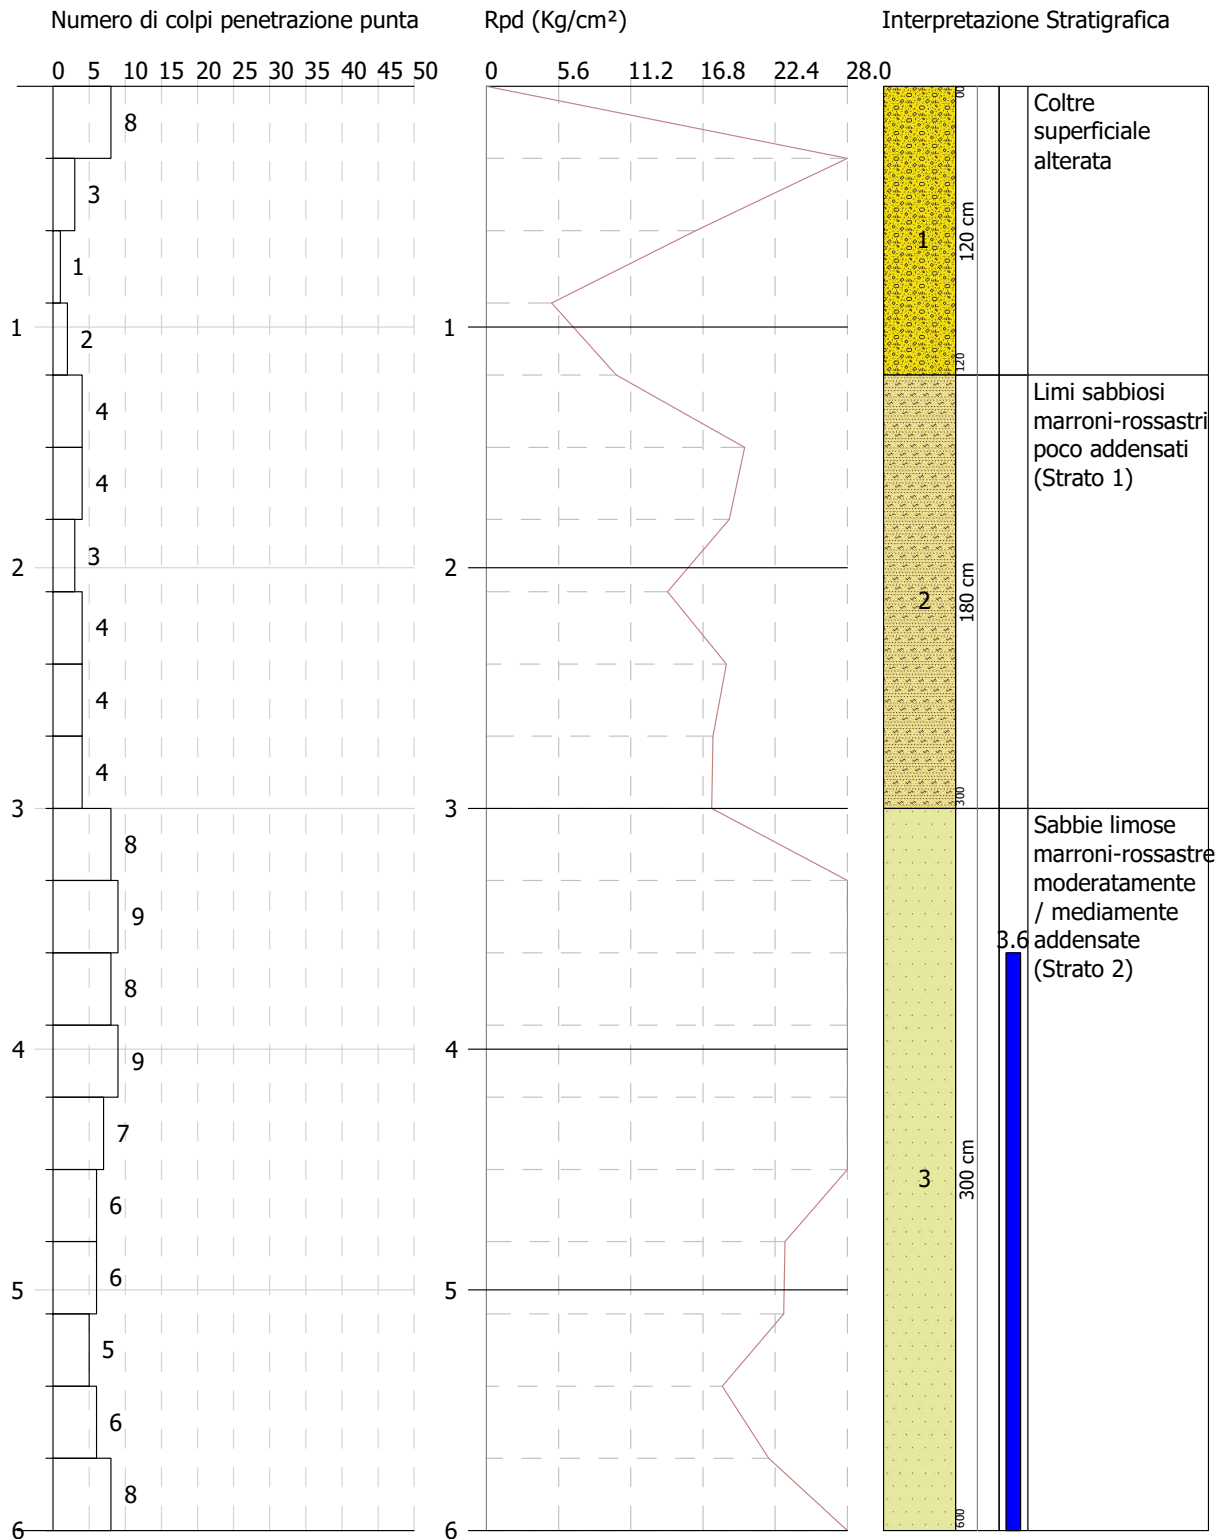 Numero di colpi penetrazione punta
Rpd (Kg/cm²)
Interpretazione Stratigrafica
0 5 10 15 20 25 30 35 40 45 50
0 5.6 11.2 16.8 22.4 28.0
8
3
1
2
4
4
3
4
4
4
8
9
8
9
7
6
6
5
6
8
1
2
3
4
5
6
1
2
3
4
5
6
00
1
120 cm
120
2
180 cm
300
3
300 cm
600
3.6
Coltre
superficiale
alterata
Limi sabbiosi
marroni-rossastri
poco addensati
(Strato 1)
Sabbie limose
marroni-rossastre
moderatamente
/ mediamente
addensate
(Strato 2)